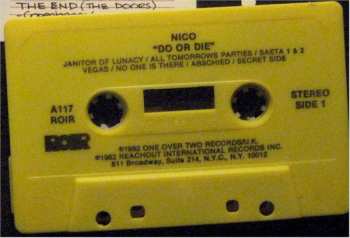 THE END (THE DOORS)
NICO
"DO OR DIE"
JANITOR OF LUNACY / ALL TOMORROWS PARTIES / SAETA 1 & 2
VEGAS / NO ONE IS THERE / ABSCHIED / SECRET SIDE
A117
ROIR
STEREO
SIDE 1
ROIR
℗1982 ONE OVER TWO RECORDS/U.K.
©1982 REACHOUT INTERNATIONAL RECORDS INC.
611 Broadway, Suite 214, N.Y.C., N.Y. 10012